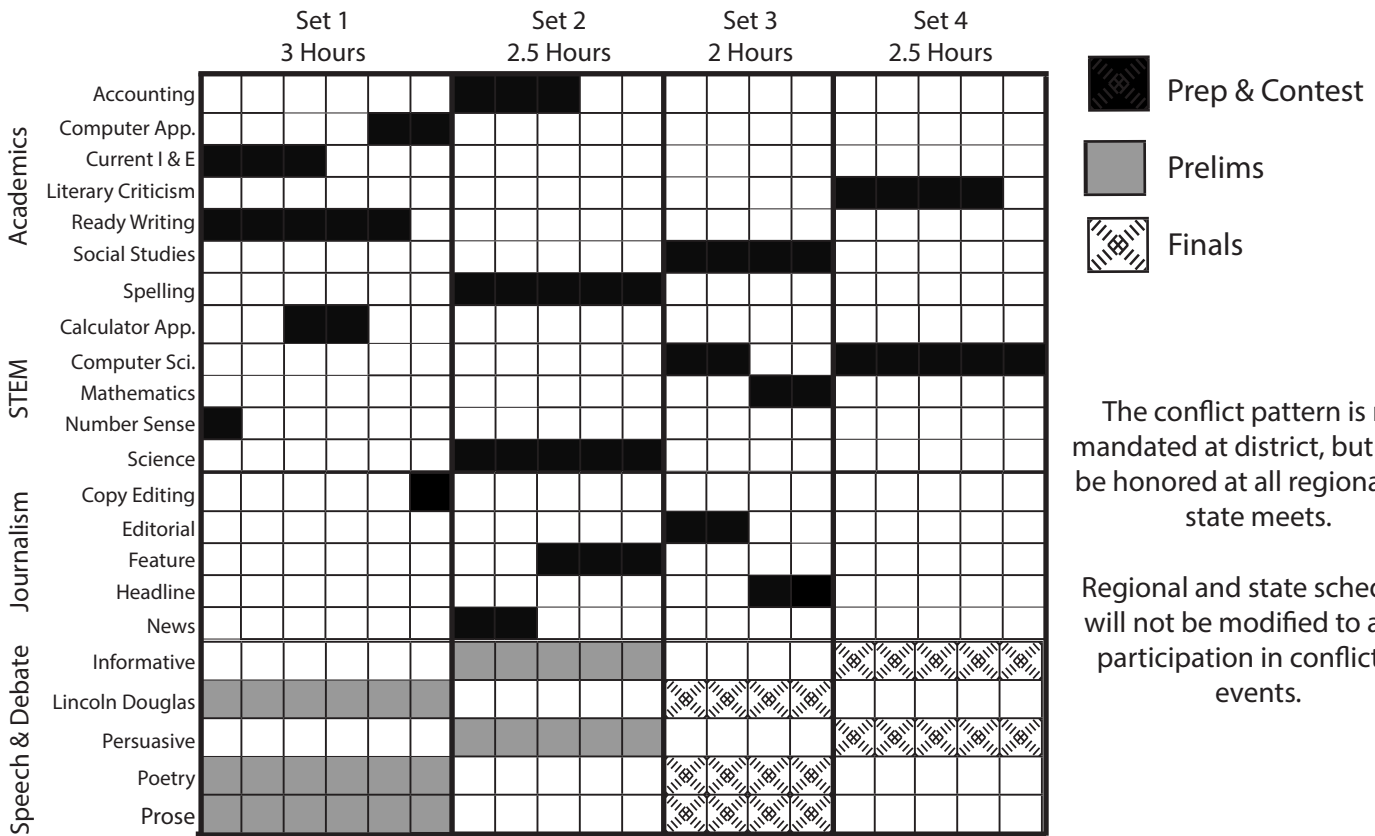 Set 1
3 Hours
Set 2
2.5 Hours
Set 3
2 Hours
Set 4
2.5 Hours
Academics
Accounting
Computer App.
Current I & E
Literary Criticism
Ready Writing
Social Studies
Spelling
Calculator App.
STEM
Computer Sci.
Mathematics
Number Sense
Science
Journalism
Copy Editing
Editorial
Feature
Headline
News
Speech & Debate
Informative
Lincoln Douglas
Persuasive
Poetry
Prose
Prep & Contest
Prelims
Finals
The conflict pattern is
mandated at district, but
be honored at all
state meets.
Regional and state
will not be modified to
participation in
events.